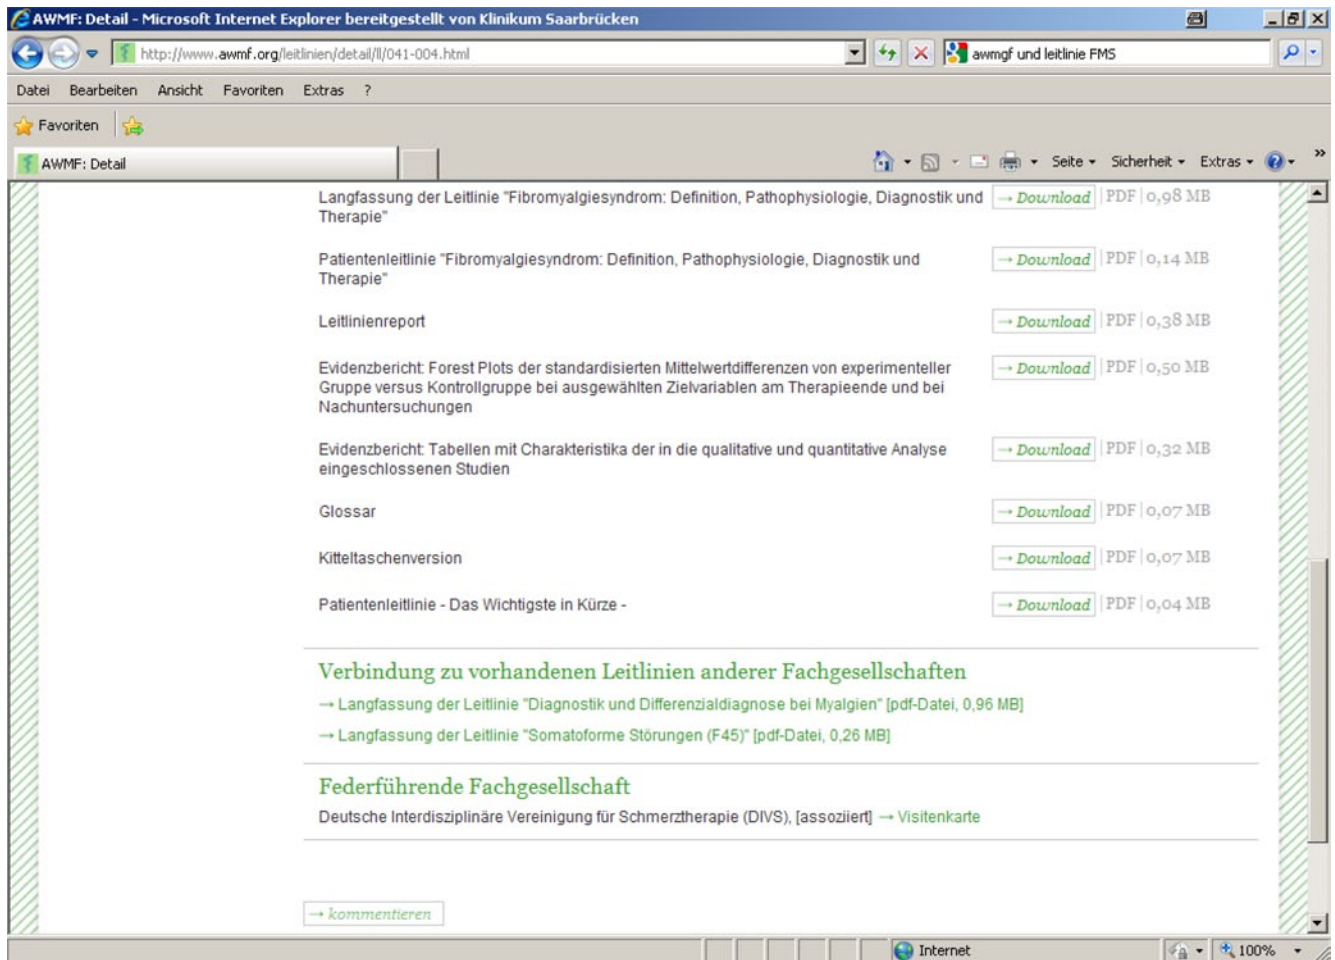 AWMF: Detail - Microsoft Internet Explorer bereitgestellt von Klinikum Saarbrücken
http://www.awmf.org/leitlinien/detail/ll/041-004.html
awmgf und leitlinie FMS
Datei Bearbeiten Ansicht Favoriten Extras ?
Favoriten
AWMF: Detail
Seite Sicherheit Extras »
Langfassung der Leitlinie "Fibromyalgiesyndrom: Definition, Pathophysiologie, Diagnostik und → Download | PDF | 0,98 MB
Therapie"
Patientenleitlinie "Fibromyalgiesyndrom: Definition, Pathophysiologie, Diagnostik und → Download | PDF | 0,14 MB
Therapie"
Leitlinienreport → Download | PDF | 0,38 MB
Evidenzbericht: Forest Plots der standardisierten Mittelwertdifferenzen von experimenteller → Download | PDF | 0,50 MB
Gruppe versus Kontrollgruppe bei ausgewählten Zielvariablen am Therapieende und bei
Nachuntersuchungen
Evidenzbericht: Tabellen mit Charakteristika der in die qualitative und quantitative Analyse → Download | PDF | 0,32 MB
eingeschlossenen Studien
Glossar → Download | PDF | 0,07 MB
Kitteltaschenversion → Download | PDF | 0,07 MB
Patientenleitlinie - Das Wichtigste in Kürze - → Download | PDF | 0,04 MB
Verbindung zu vorhandenen Leitlinien anderer Fachgesellschaften
→ Langfassung der Leitlinie "Diagnostik und Differenzialdiagnose bei Myalgien" [pdf-Datei, 0,96 MB]
→ Langfassung der Leitlinie "Somatoforme Störungen (F45)" [pdf-Datei, 0,26 MB]
Federführende Fachgesellschaft
Deutsche Interdisziplinäre Vereinigung für Schmerztherapie (DIVS), [assoziiert] → Visitenkarte
→ kommentieren
Internet 100%